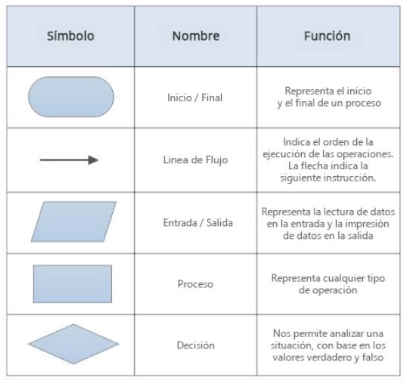 Símbolo Nombre Función
Inicio / Final
Representa el inicio
y el final de un proceso
Linea de Flujo
Indica el orden de la
ejecución de las operaciones.
La flecha indica la
siguiente instrucción.
Entrada / Salida
Representa la lectura de datos
en la entrada y la impresión
de datos en la salida
Proceso
Representa cualquier tipo
de operación
Decisión
Nos permite analizar una
situación, con base en los
valores verdadero y falso